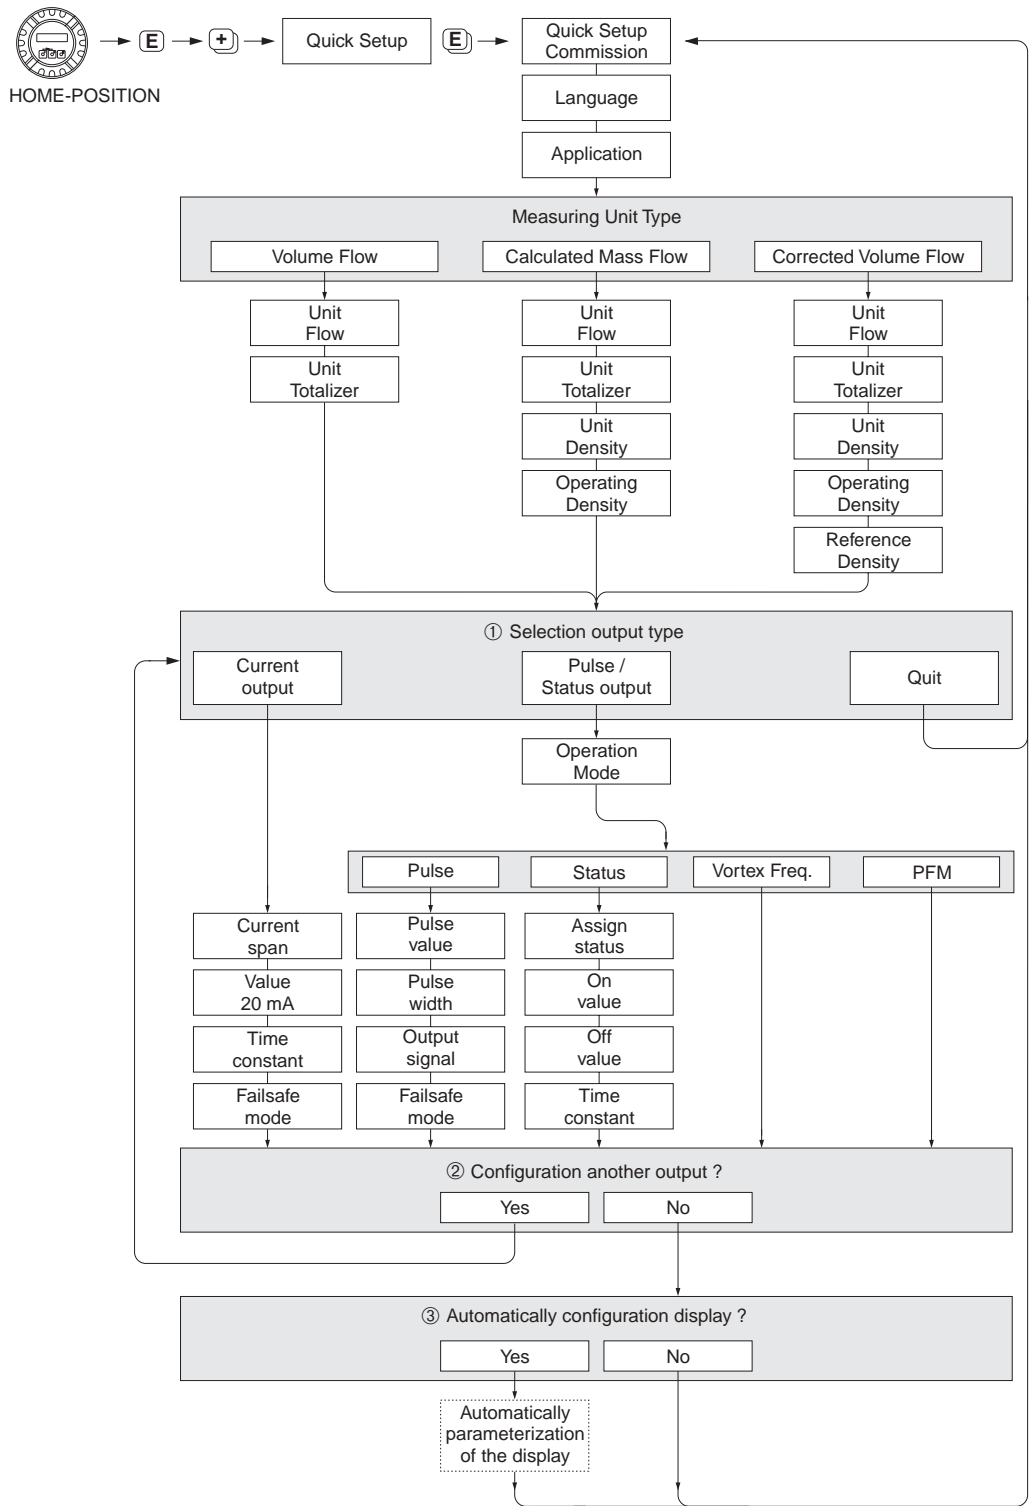 E
+
Quick Setup
E
Quick Setup
Commission
HOME-POSITION
Language
Application
Measuring Unit Type
Volume Flow
Calculated Mass Flow
Corrected Volume Flow
Unit
Flow
Unit
Totalizer
Unit
Flow
Unit
Totalizer
Unit
Density
Operating
Density
Unit
Flow
Unit
Totalizer
Unit
Density
Operating
Density
Reference
Density
① Selection output type
Current
output
Pulse /
Status output
Quit
Operation
Mode
Pulse
Status
Vortex Freq.
PFM
Current
span
Value
20 mA
Time
constant
Failsafe
mode
Pulse
value
Pulse
width
Output
signal
Failsafe
mode
Assign
status
On
value
Off
value
Time
constant
② Configuration another output ?
Yes
No
③ Automatically configuration display ?
Yes
No
Automatically
parameterization
of the display